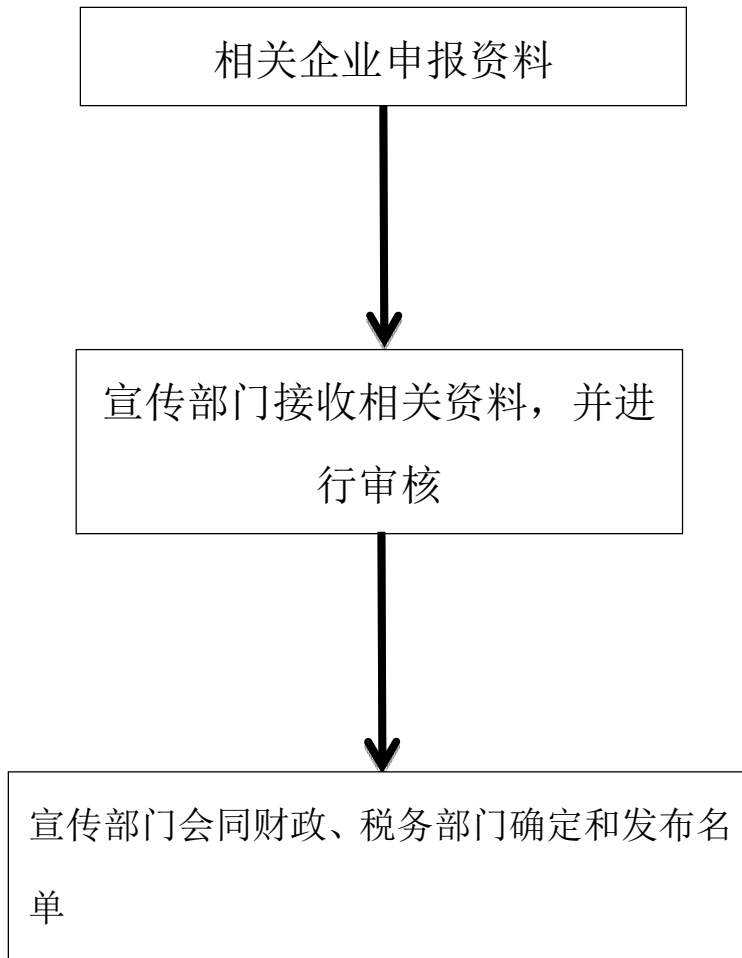 相关企业申报资料
宣传部门接收相关资料，并进
行审核
宣传部门会同财政、税务部门确定和发布名
单